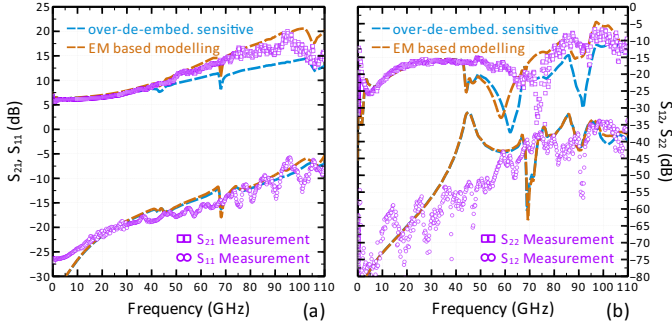 over-de-embed. sensitive
EM based modelling
S21, S11 (dB)
25
20
15
10
5
0
-5
-10
-15
-20
-25
-30
S21 Measurement
S11 Measurement
0 10 20 30 40 50 60 70 80 90 100 110
Frequency (GHz)
(a)
over-de-embed. sensitive
EM based modelling
S22 Measurement
S12 Measurement
0 10 20 30 40 50 60 70 80 90 100 110
Frequency (GHz)
(b)
0
-5
-10
-15
-20
-25
-30
-35
-40
-45
-50
-55
-60
-65
-70
-75
-80
S12, S22 (dB)